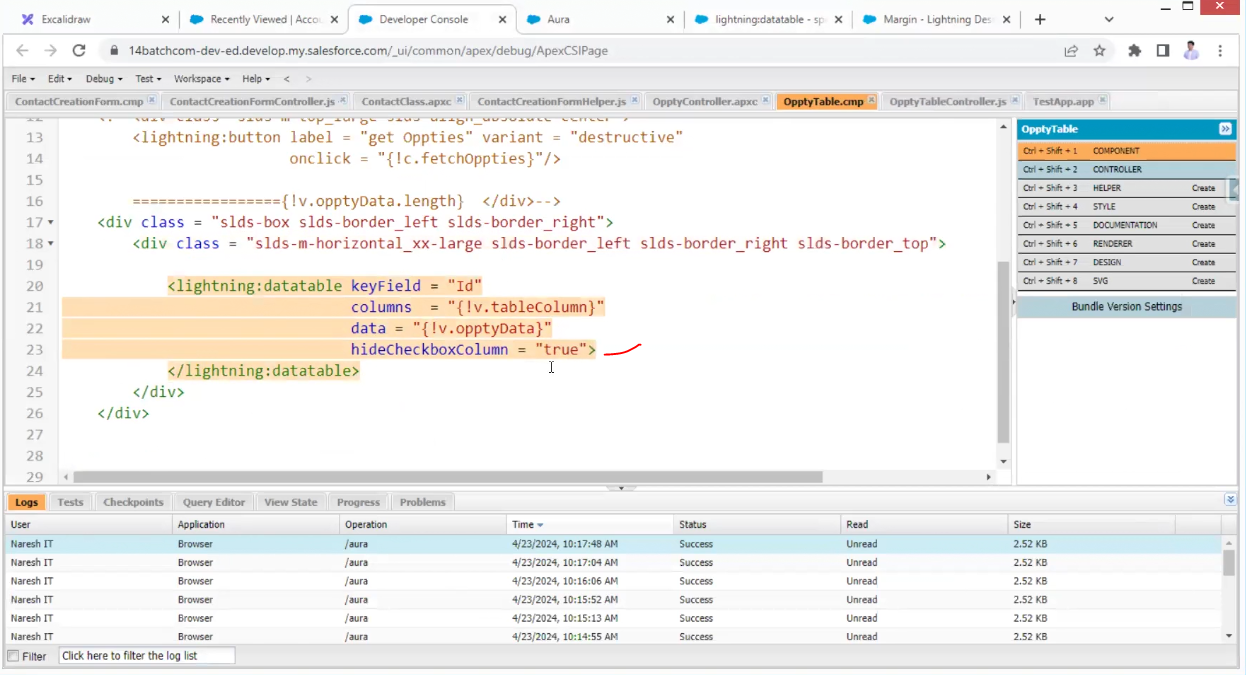 Excalidraw
Recently Viewed | Accou
Developer Console
Aura
lightning:datatable - sp
Margin - Lightning Des
14batchcom-dev-ed.develop.my.salesforce.com/_ui/common/apex/debug/ApexCSIPage
File Edit Debug Test Workspace Help < >
ContactCreationForm.cmp ContactCreationFormController.js ContactClass.apxc ContactCreationFormHelper.js OpptyController.apxc OpptyTable.cmp OpptyTableController.js TestApp.app
13 <lightning:button label = "get Oppties" variant = "destructive"
14 onclick = "{!c.fetchOppties}"/>
15
16 =================={!v.opptyData.length} </div>-->
17 <div class = "slds-box slds-border_left slds-border_right">
18 <div class = "slds-m-horizontal_xx-large slds-border_left slds-border_right slds-border_top">
19
20 <lightning:datatable keyField = "Id"
21 columns = "{!v.tableColumn}"
22 data = "{!v.opptyData}"
23 hideCheckboxColumn = "true">
24 </lightning:datatable>
25 </div>
26 </div>
27
28
29
OpptyTable
Ctrl + Shift + 1 COMPONENT
Ctrl + Shift + 2 CONTROLLER
Ctrl + Shift + 3 HELPER Create
Ctrl + Shift + 4 STYLE Create
Ctrl + Shift + 5 DOCUMENTATION Create
Ctrl + Shift + 6 RENDERER Create
Ctrl + Shift + 7 DESIGN Create
Ctrl + Shift + 8 SVG Create
Bundle Version Settings
Logs Tests Checkpoints Query Editor View State Progress Problems
User Application Operation Time Status Read Size
Naresh IT Browser /aura 4/23/2024, 10:17:48 AM Success Unread 2.52 KB
Naresh IT Browser /aura 4/23/2024, 10:17:04 AM Success Unread 2.52 KB
Naresh IT Browser /aura 4/23/2024, 10:16:06 AM Success Unread 2.52 KB
Naresh IT Browser /aura 4/23/2024, 10:15:52 AM Success Unread 2.52 KB
Naresh IT Browser /aura 4/23/2024, 10:15:13 AM Success Unread 2.52 KB
Naresh IT Browser /aura 4/23/2024, 10:14:55 AM Success Unread 2.52 KB
Filter Click here to filter the log list